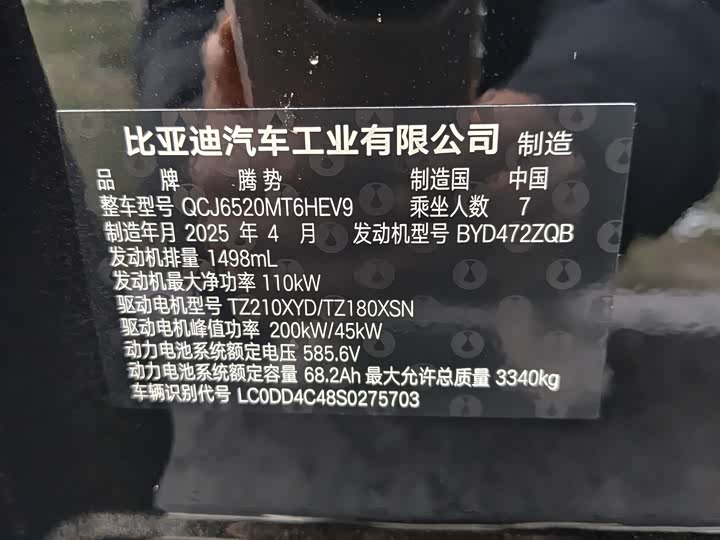 比亚迪汽车工业有限公司 制造
品 牌 腾势 制造国 中国
整车型号 QCJ6520MT6HEV9 乘坐人数 7
制造年月 2025 年 4 月 发动机型号 BYD472ZQB
发动机排量 1498mL
发动机最大净功率 110kW
驱动电机型号 TZ210XYD/TZ180XSN
驱动电机峰值功率 200kW/45kW
动力电池系统额定电压 585.6V
动力电池系统额定容量 68.2Ah 最大允许总质量 3340kg
车辆识别代号 LC0DD4C48S0275703